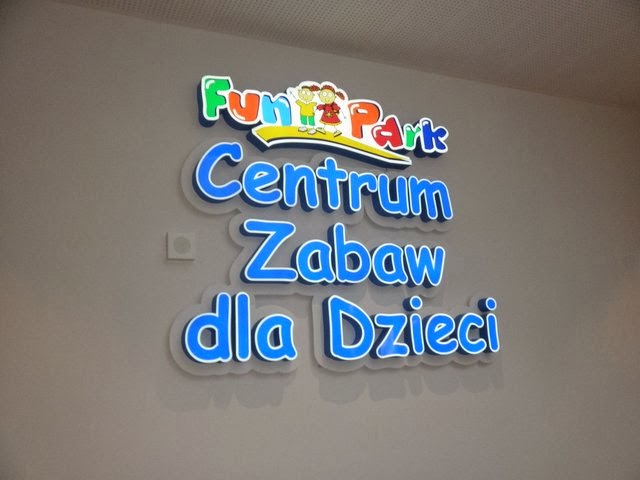 Fun Park
Centrum
Zabaw
dla Dzieci